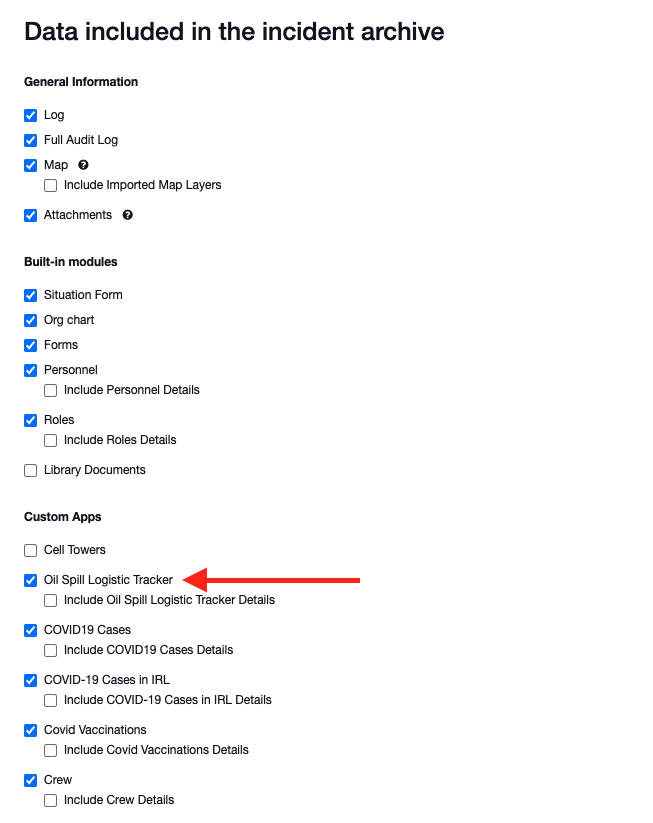 Data included in the incident archive
General Information
Log
Full Audit Log
Map ?
Include Imported Map Layers
Attachments ?
Built-in modules
Situation Form
Org chart
Forms
Personnel
Include Personnel Details
Roles
Include Roles Details
Library Documents
Custom Apps
Cell Towers
Oil Spill Logistic Tracker
Include Oil Spill Logistic Tracker Details
COVID19 Cases
Include COVID19 Cases Details
COVID-19 Cases in IRL
Include COVID-19 Cases in IRL Details
Covid Vaccinations
Include Covid Vaccinations Details
Crew
Include Crew Details